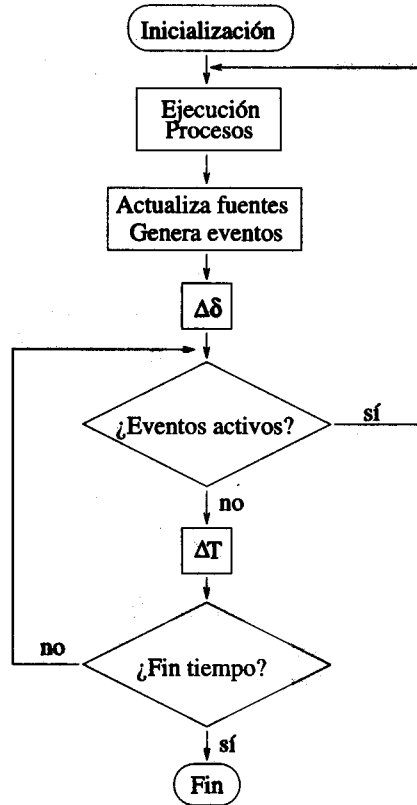 Inicialización
Ejecución
Procesos
Actualiza fuentes
Genera eventos
Δδ
¿Eventos activos?
sí
no
ΔT
no
¿Fin tiempo?
sí
Fin